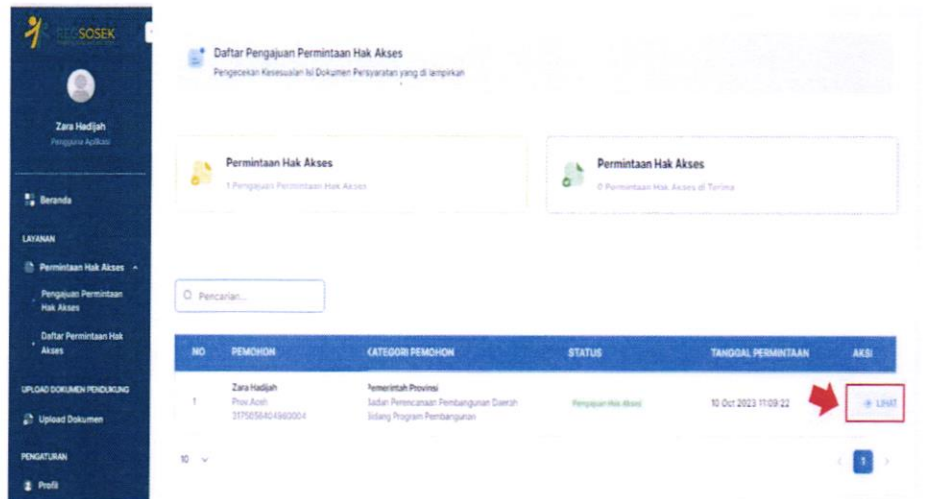 REGSOSEK
Zara Hadijah
Pengguna Aplikasi
Beranda
LAYANAN
Permintaan Hak Akses
Pengajuan Permintaan
Hak Akses
Daftar Permintaan Hak
Akses
UPLOAD DOKUMEN PENDUKUNG
Upload Dokumen
PENGATURAN
Profil
Daftar Pengajuan Permintaan Hak Akses
Pengecekan Kesesuaian Isi Dokumen Persyaratan yang di lampirkan
Permintaan Hak Akses
1 Pengajuan Permintaan Hak Akses
Permintaan Hak Akses
0 Permintaan Hak Akses di Terima
Pencarian...
NO PEMOHON KATEGORI PEMOHON STATUS TANGGAL PERMINTAAN AKSI
Zara Hadijah Pemerintah Provinsi
1 Prov.Aceh Badan Perencanaan Pembangunan Daerah Pengajuan Hak Akses 10 Oct 2023 11:09:22 LIHAT
3175056404980004 Bidang Program Pembangunan
10 1